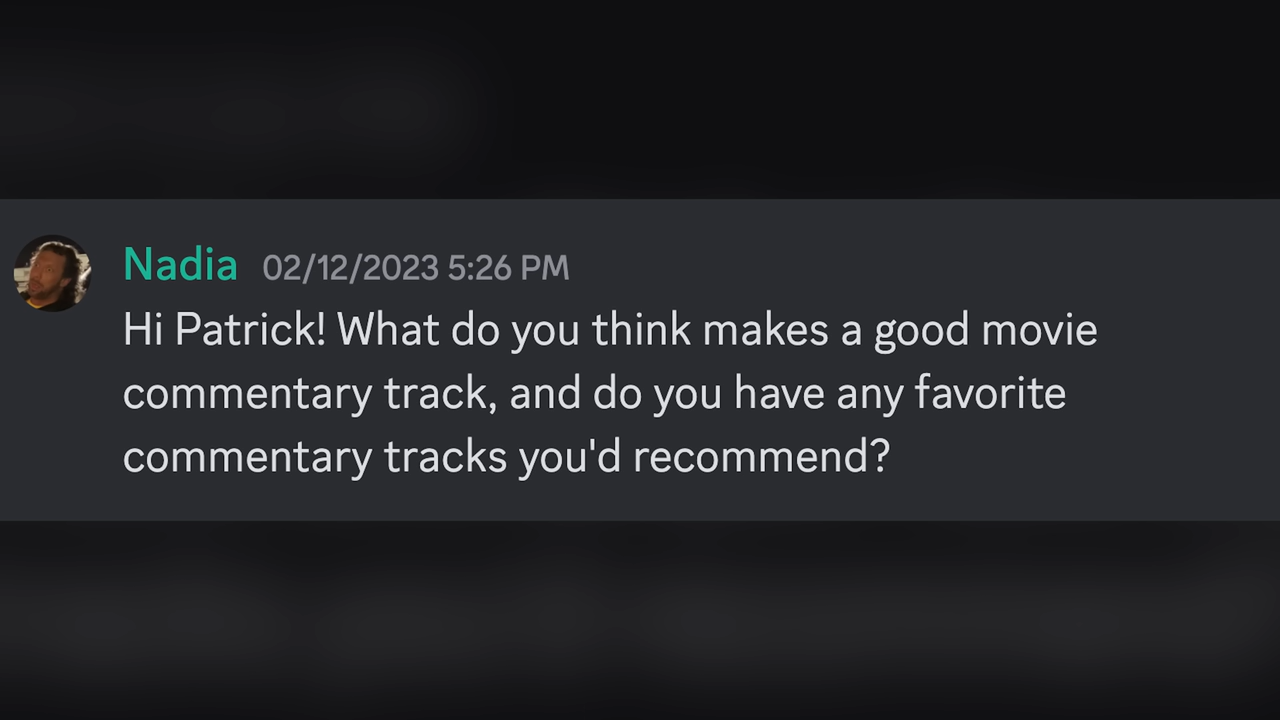 Nadia 02/12/2023 5:26 PM
Hi Patrick! What do you think makes a good movie
commentary track, and do you have any favorite
commentary tracks you'd recommend?